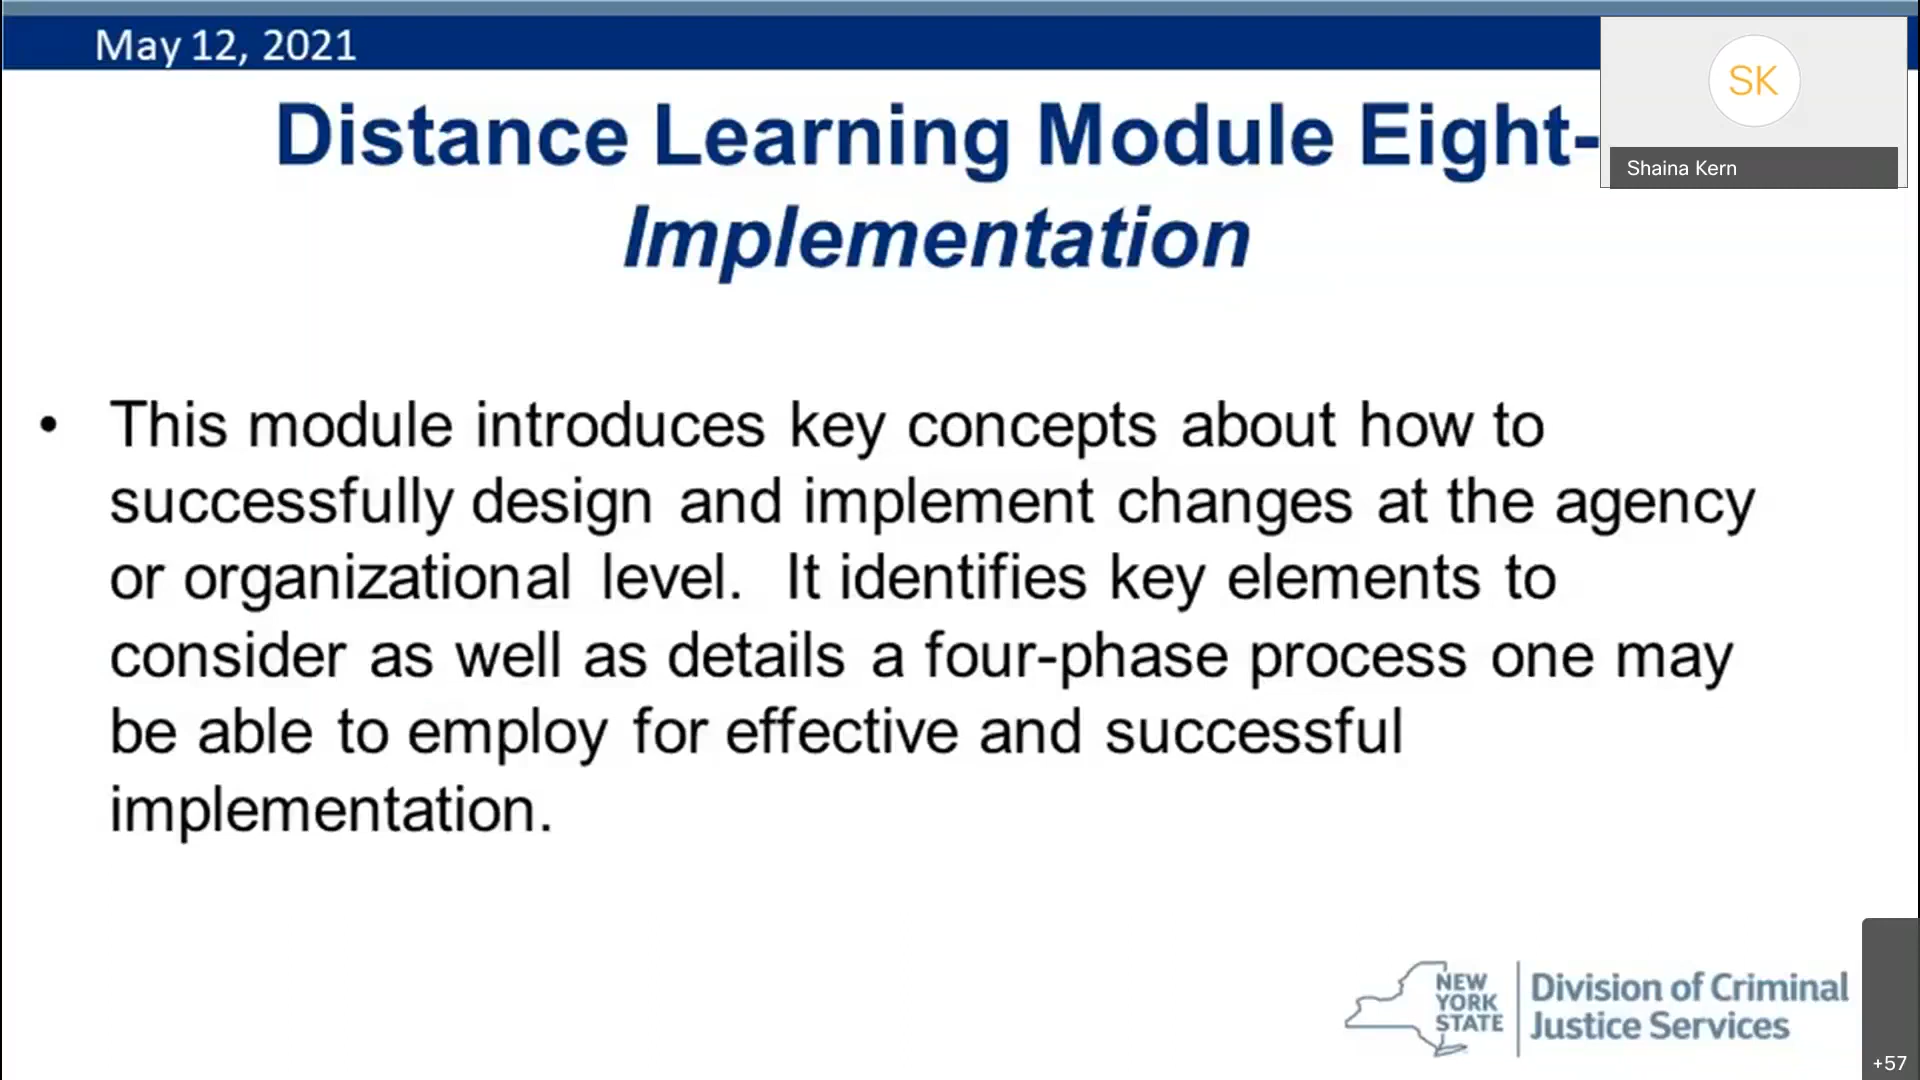 May 12, 2021
SK
Shaina Kern
Distance Learning Module Eight-
Implementation
• This module introduces key concepts about how to
successfully design and implement changes at the agency
or organizational level.  It identifies key elements to
consider as well as details a four-phase process one may
be able to employ for effective and successful
implementation.
NEW
YORK
STATE
Division of Criminal
Justice Services
+57